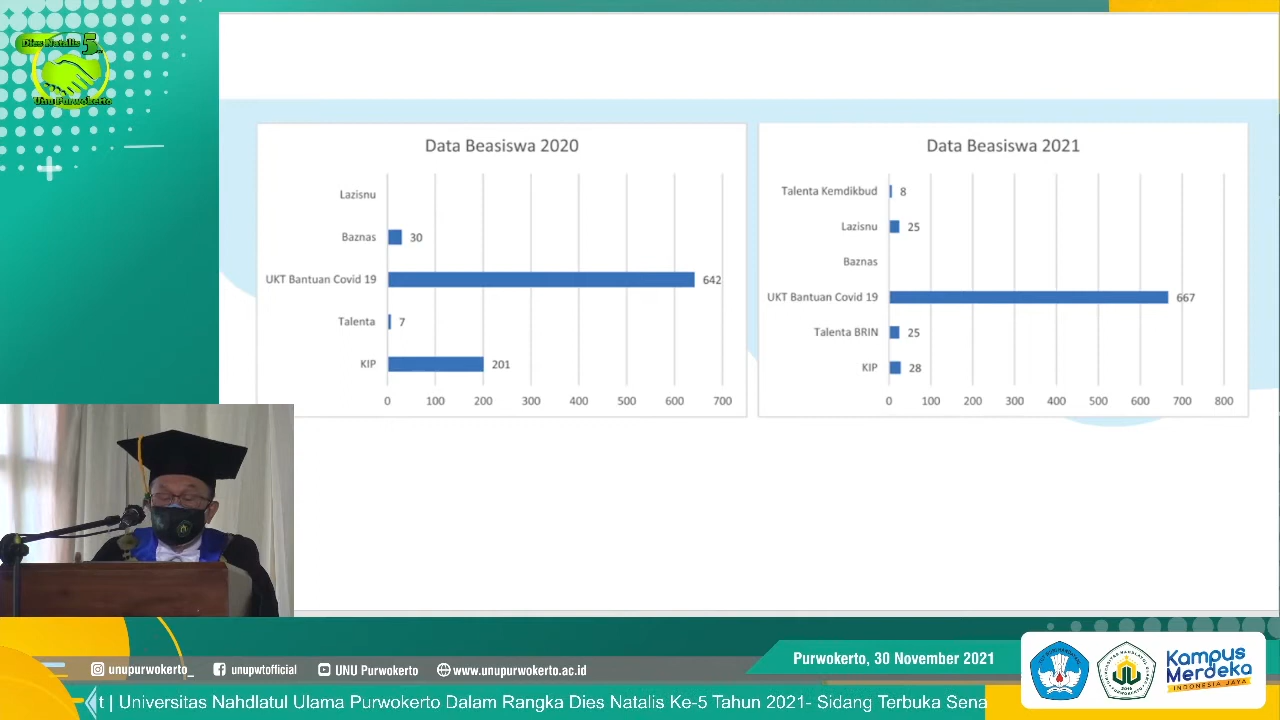 Dies Natalis 5
Unu Purwokerto
Data Beasiswa 2020
Lazisnu
Baznas 30
UKT Bantuan Covid 19 642
Talenta 7
KIP 201
0 100 200 300 400 500 600 700
Data Beasiswa 2021
Talenta Kemdikbud 8
Lazisnu 25
Baznas
UKT Bantuan Covid 19 667
Talenta BRIN 25
KIP 28
0 100 200 300 400 500 600 700 800
Purwokerto, 30 November 2021
unupurwokerto_ unupwtofficial UNU Purwokerto www.unupurwokerto.ac.id
Kampus
Merdeka
INDONESIA JAYA
t | Universitas Nahdlatul Ulama Purwokerto Dalam Rangka Dies Natalis Ke-5 Tahun 2021- Sidang Terbuka Sena